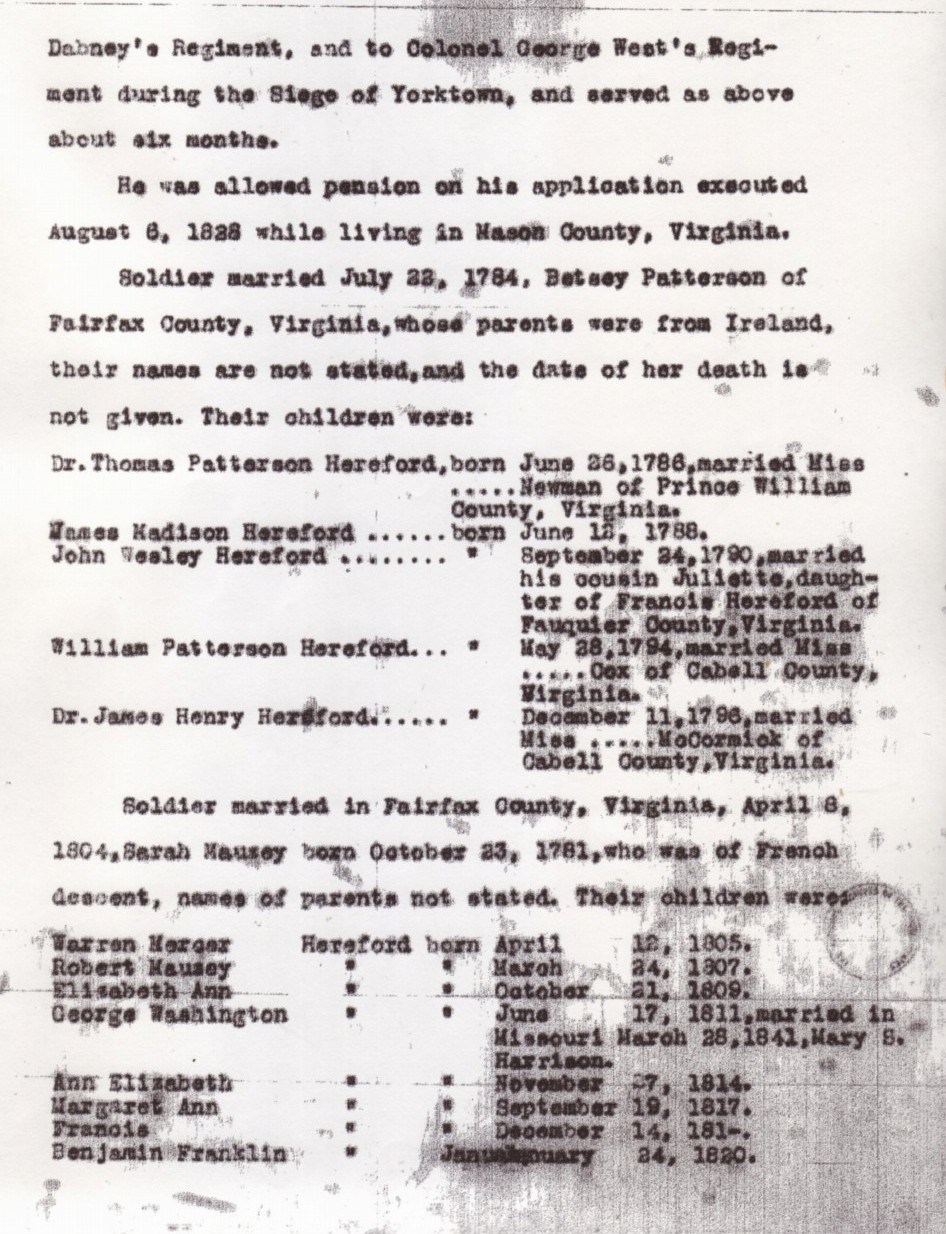 Dabney's Regiment, and to Colonel George West's Regi-
ment during the Siege of Yorktown, and served as above
about six months.
He was allowed pension on his application executed
August 6, 1828 while living in Mason County, Virginia.
Soldier married July 22, 1784, Betsey Patterson of
Fairfax County, Virginia,whose parents were from Ireland,
their names are not stated,and the date of her death is
not given. Their children were:
Dr.Thomas Patterson Hereford,born June 26,1786,married Miss
.....Newman of Prince William
County, Virginia.
James Madison Hereford ......born June 12, 1788.
John Wesley Hereford ........ " September 24,1790,married
his cousin Juliette,daugh-
ter of Francis Hereford of
Fauquier County,Virginia.
William Patterson Hereford... " May 28,1794,married Miss
.....Cox of Cabell County,
Virginia.
Dr.James Henry Hereford....... " December 11,1796,married
Miss .....McCormick of
Cabell County,Virginia.
Soldier married in Fairfax County, Virginia, April 8,
1804,Sarah Mauzey born October 23, 1781,who was of French
descent, names of parents not stated. Their children were:
Warren Mercer Hereford born April 12, 1805.
Robert Mauzey " " March 24, 1807.
Elizabeth Ann " " October 21, 1809.
George Washington " " June 17, 1811,married in
Missouri March 28,1841,Mary S.
Harrison.
Ann Elizabeth " " November 27, 1814.
Margaret Ann " " September 19, 1817.
Francis " " December 14, 181-.
Benjamin Franklin " January 24, 1820.